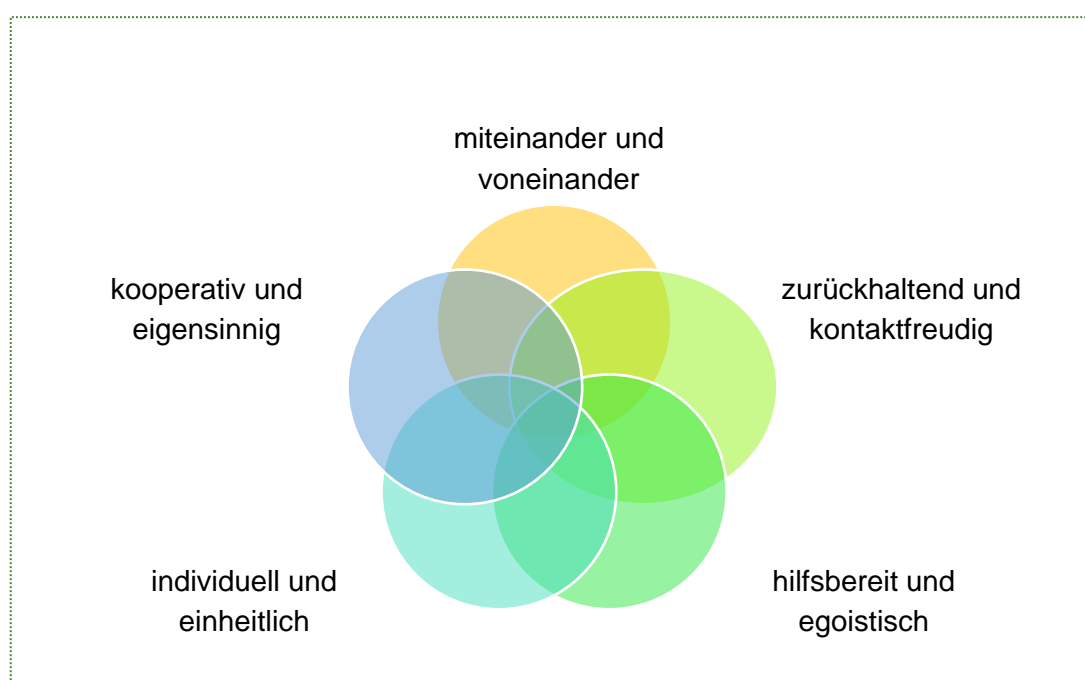 miteinander und
voneinander
kooperativ und
eigensinnig
zurückhaltend und
kontaktfreudig
individuell und
einheitlich
hilfsbereit und
egoistisch